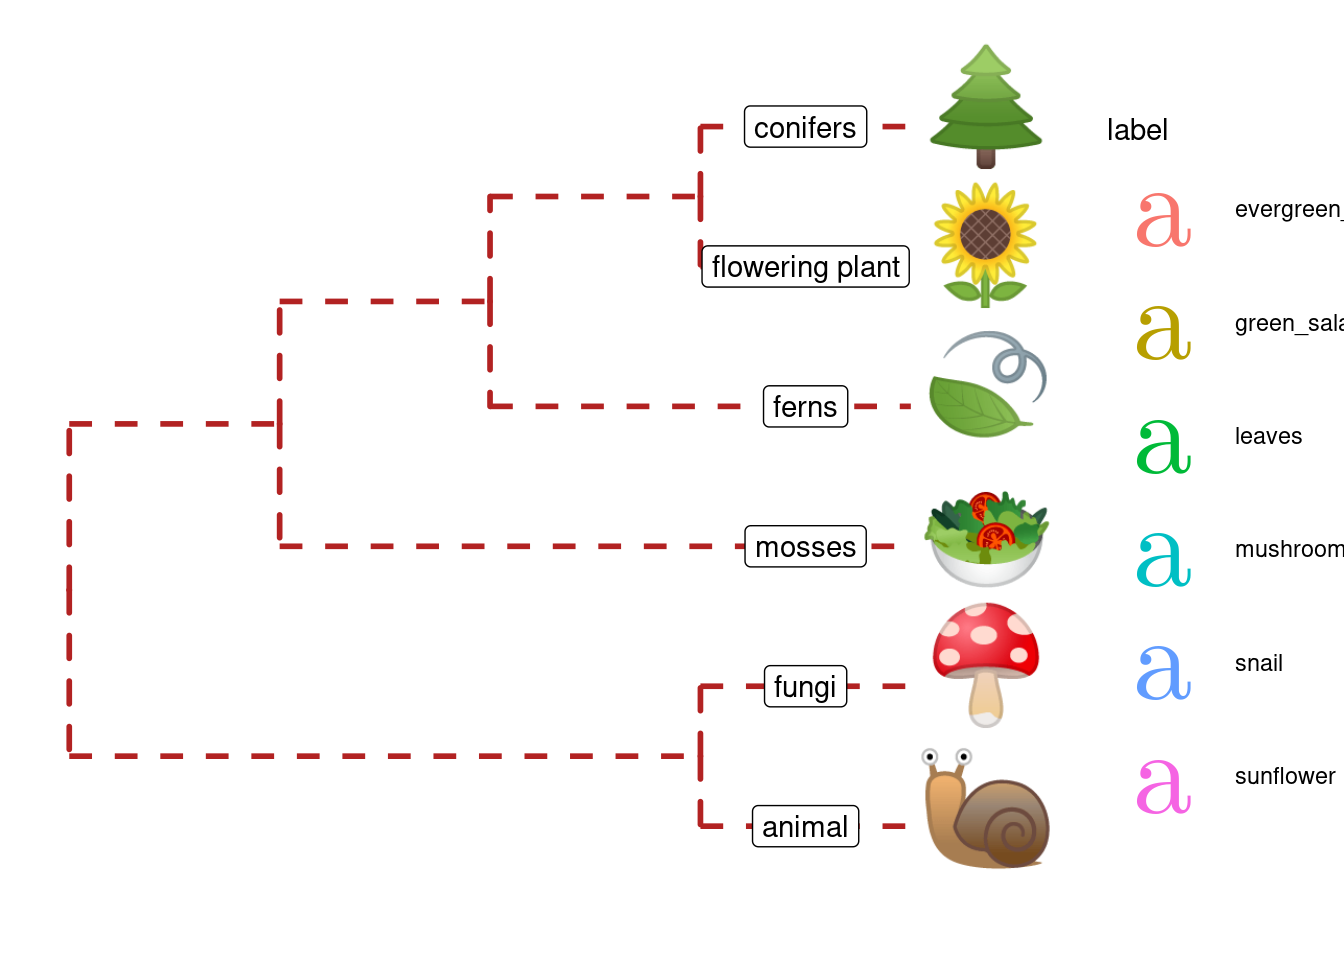 conifers
flowering plant
ferns
mosses
fungi
animal
label
a evergreen_
a green_sala
a leaves
a mushroom
a snail
a sunflower